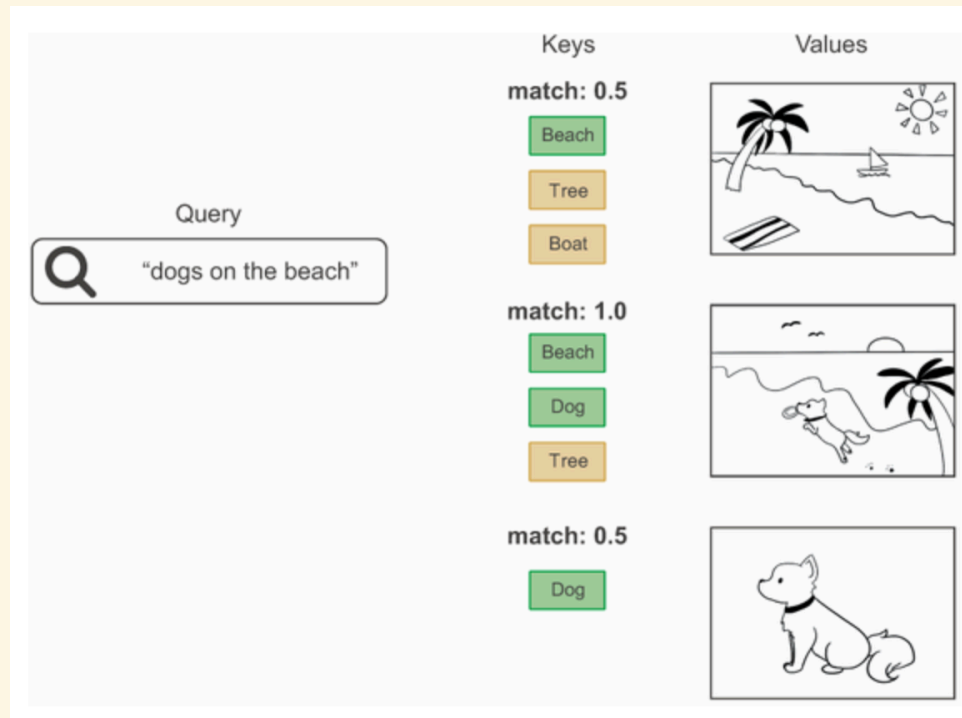 Keys
Values
match: 0.5
Beach
Tree
Boat
Query
“dogs on the beach”
match: 1.0
Beach
Dog
Tree
match: 0.5
Dog